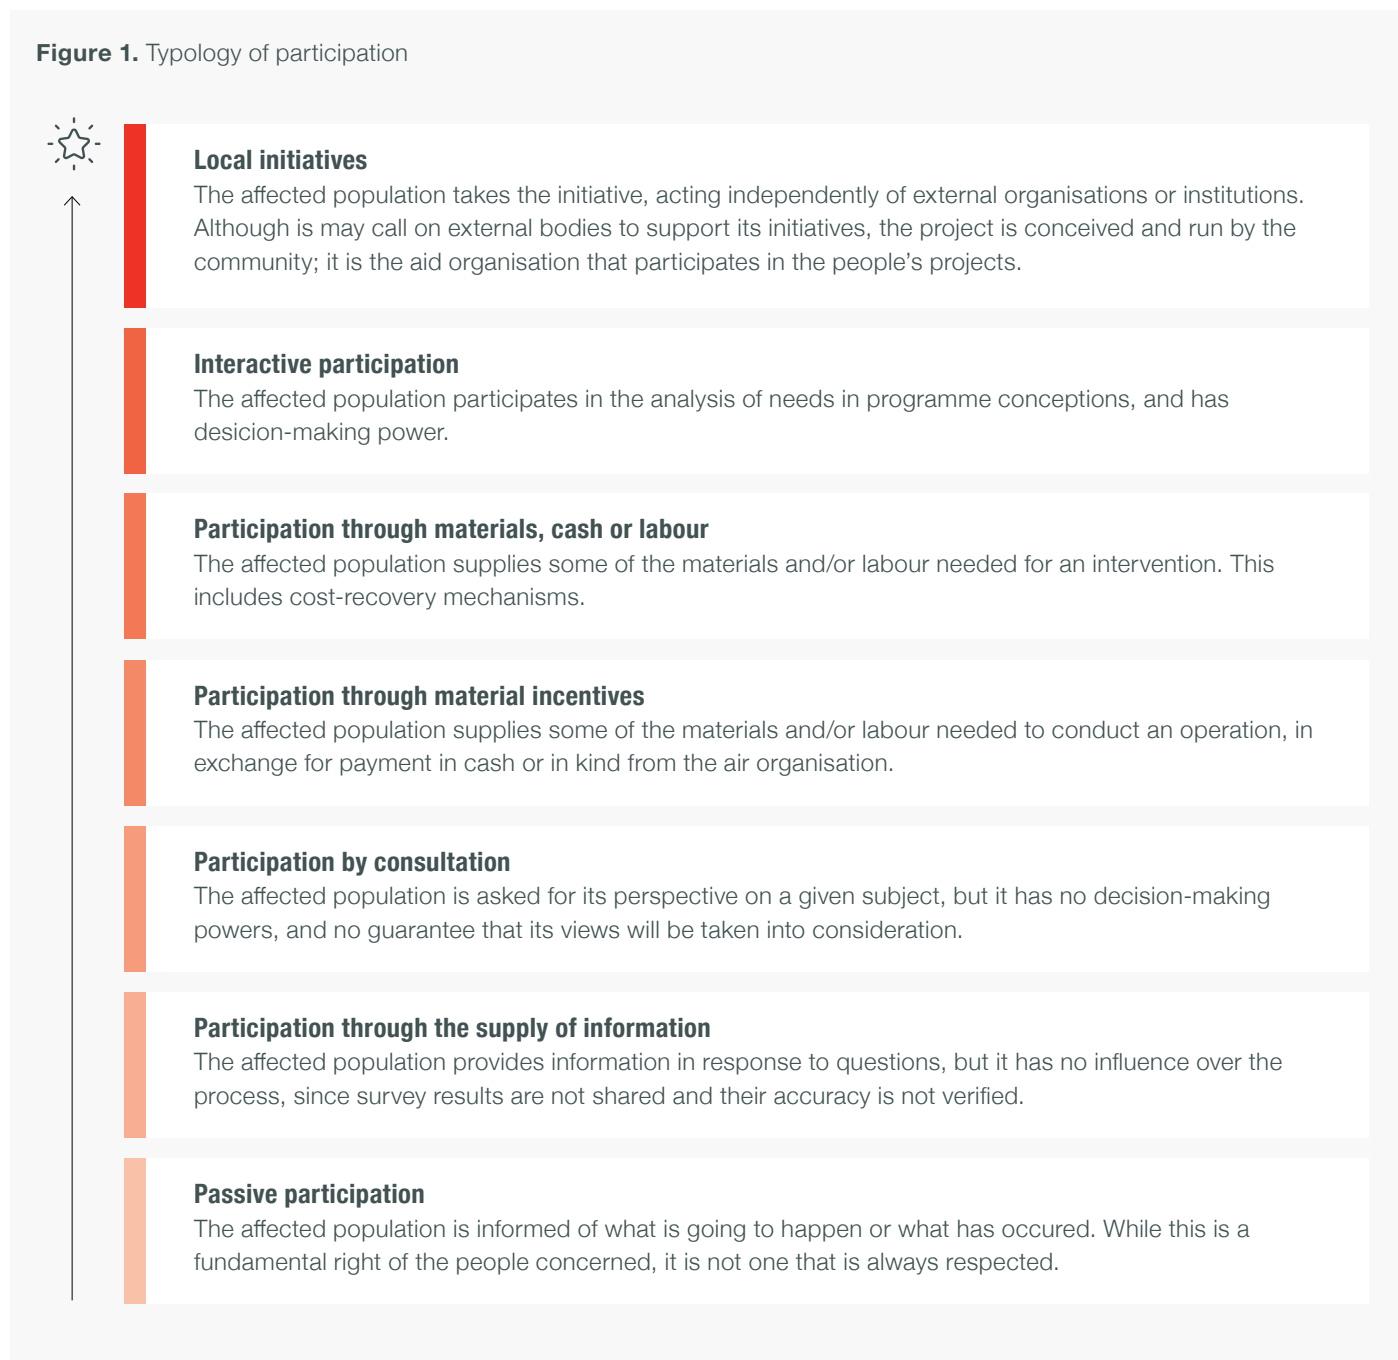 Figure 1. Typology of participation
Local initiatives
The affected population takes the initiative, acting independently of external organisations or institutions.
Although is may call on external bodies to support its initiatives, the project is conceived and run by the
community; it is the aid organisation that participates in the people's projects.
Interactive participation
The affected population participates in the analysis of needs in programme conceptions, and has
desicion-making power.
Participation through materials, cash or labour
The affected population supplies some of the materials and/or labour needed for an intervention. This
includes cost-recovery mechanisms.
Participation through material incentives
The affected population supplies some of the materials and/or labour needed to conduct an operation, in
exchange for payment in cash or in kind from the air organisation.
Participation by consultation
The affected population is asked for its perspective on a given subject, but it has no decision-making
powers, and no guarantee that its views will be taken into consideration.
Participation through the supply of information
The affected population provides information in response to questions, but it has no influence over the
process, since survey results are not shared and their accuracy is not verified.
Passive participation
The affected population is informed of what is going to happen or what has occured. While this is a
fundamental right of the people concerned, it is not one that is always respected.